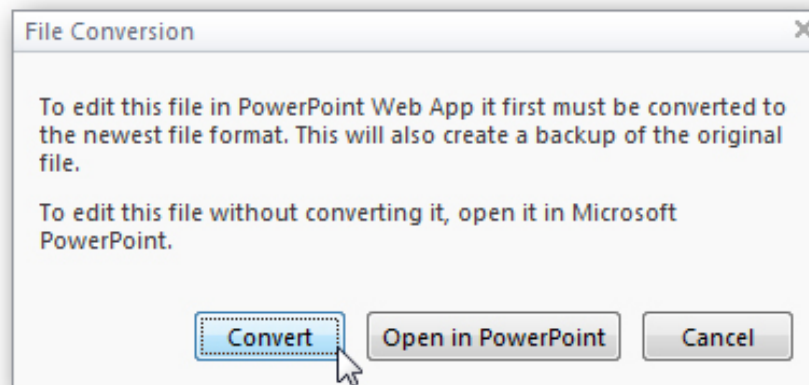 File Conversion
To edit this file in PowerPoint Web App it first must be converted to
the newest file format. This will also create a backup of the original
file.
To edit this file without converting it, open it in Microsoft
PowerPoint.
Convert Open in PowerPoint Cancel